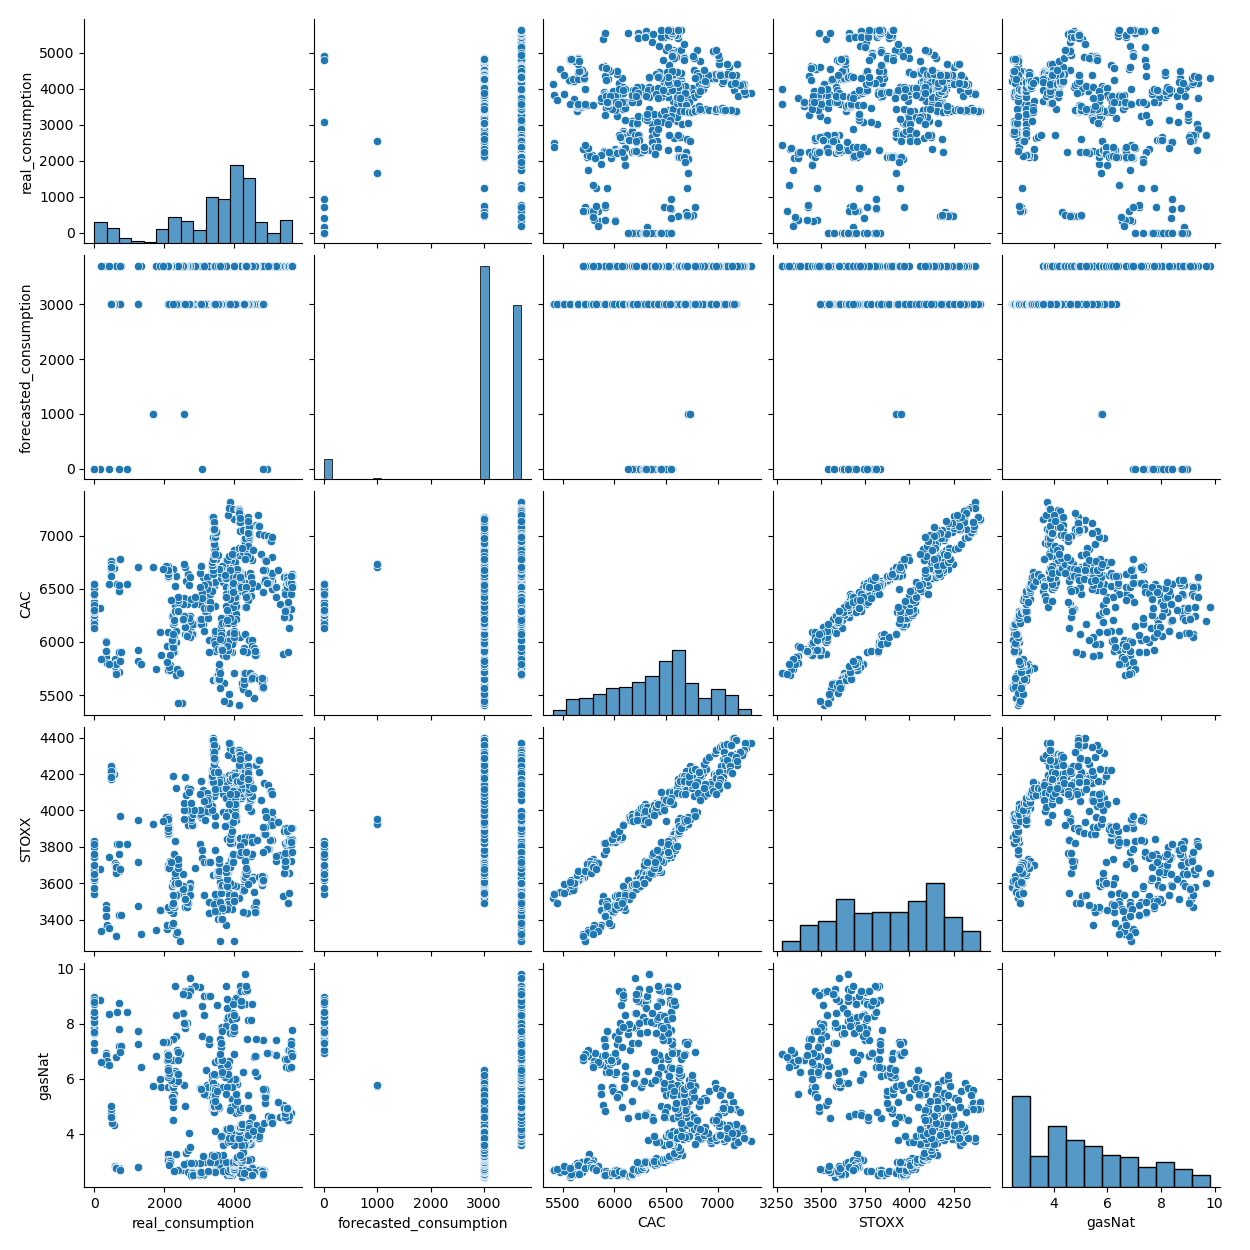 real_consumption
5000
4000
3000
2000
1000
0
forecasted_consumption
3000
2000
1000
0
CAC
7000
6500
6000
5500
STOXX
4400
4200
4000
3800
3600
3400
gasNat
10
8
6
4
0 2000 4000
real_consumption
0 1000 2000 3000
forecasted_consumption
5500 6000 6500 7000
CAC
3250 3500 3750 4000 4250
STOXX
4 6 8 10
gasNat